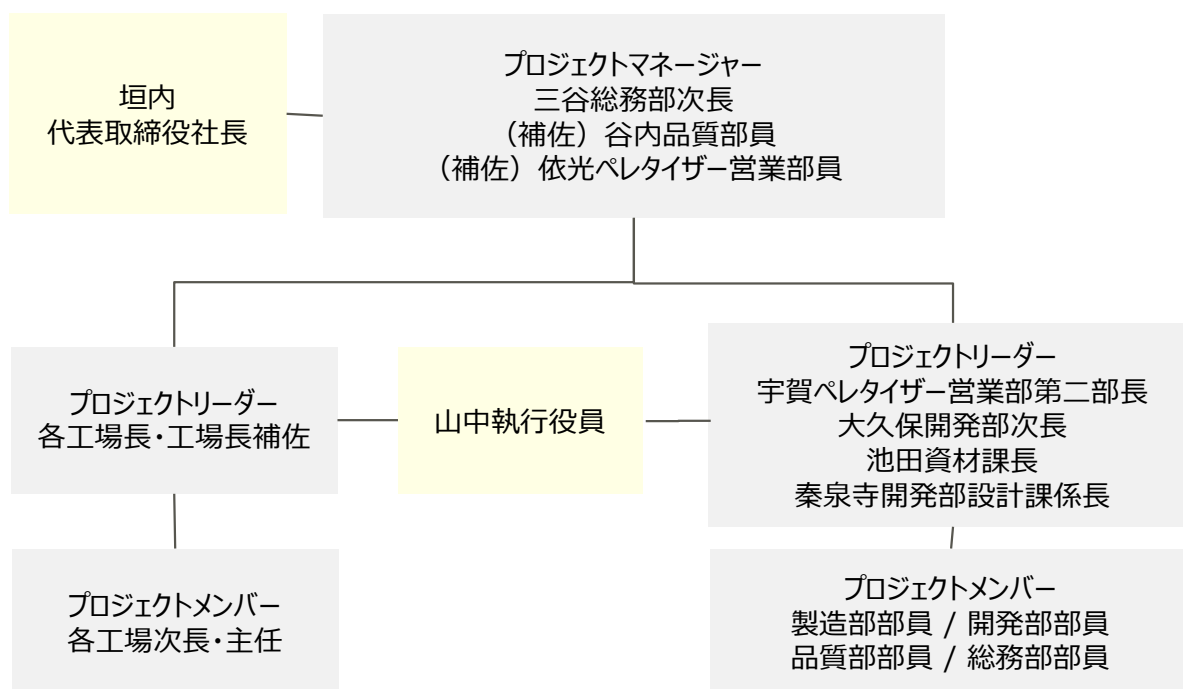 垣内
代表取締役社長
プロジェクトマネージャー
三谷総務部次長
（補佐）谷内品質部員
（補佐）依光ペレタイザー営業部員
プロジェクトリーダー
各工場長・工場長補佐
山中執行役員
プロジェクトリーダー
宇賀ペレタイザー営業部第二部長
大久保開発部次長
池田資材課長
秦泉寺開発部設計課係長
プロジェクトメンバー
各工場次長・主任
プロジェクトメンバー
製造部部員 / 開発部部員
品質部部員 / 総務部部員